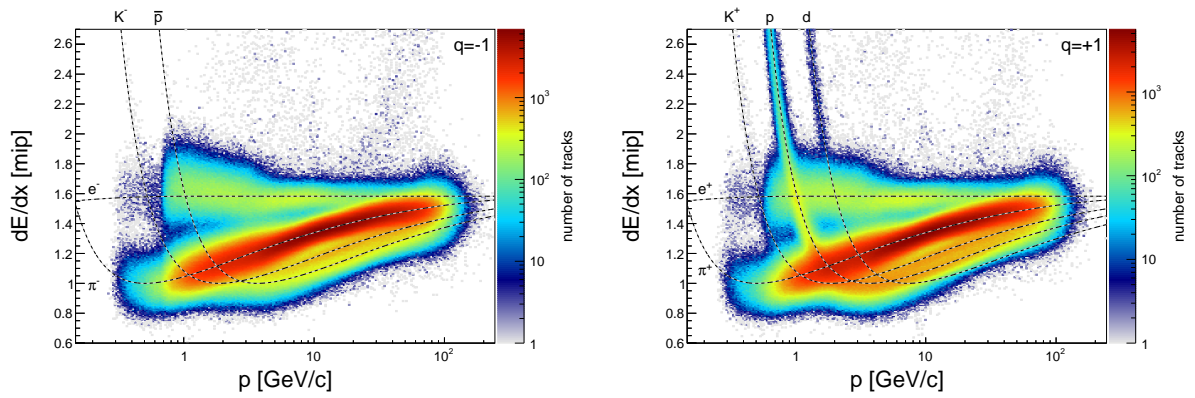 K⁻ p̅
q=-1
2.6
2.4
2.2
2
1.8
1.6
1.4
1.2
1
0.8
0.6
dE/dx [mip]
e⁻
π⁻
1 10 10²
p [GeV/c]
10³
10²
10
1
number of tracks
K⁺ p d
q=+1
2.6
2.4
2.2
2
1.8
1.6
1.4
1.2
1
0.8
0.6
dE/dx [mip]
e⁺
π⁺
1 10 10²
p [GeV/c]
10³
10²
10
1
number of tracks